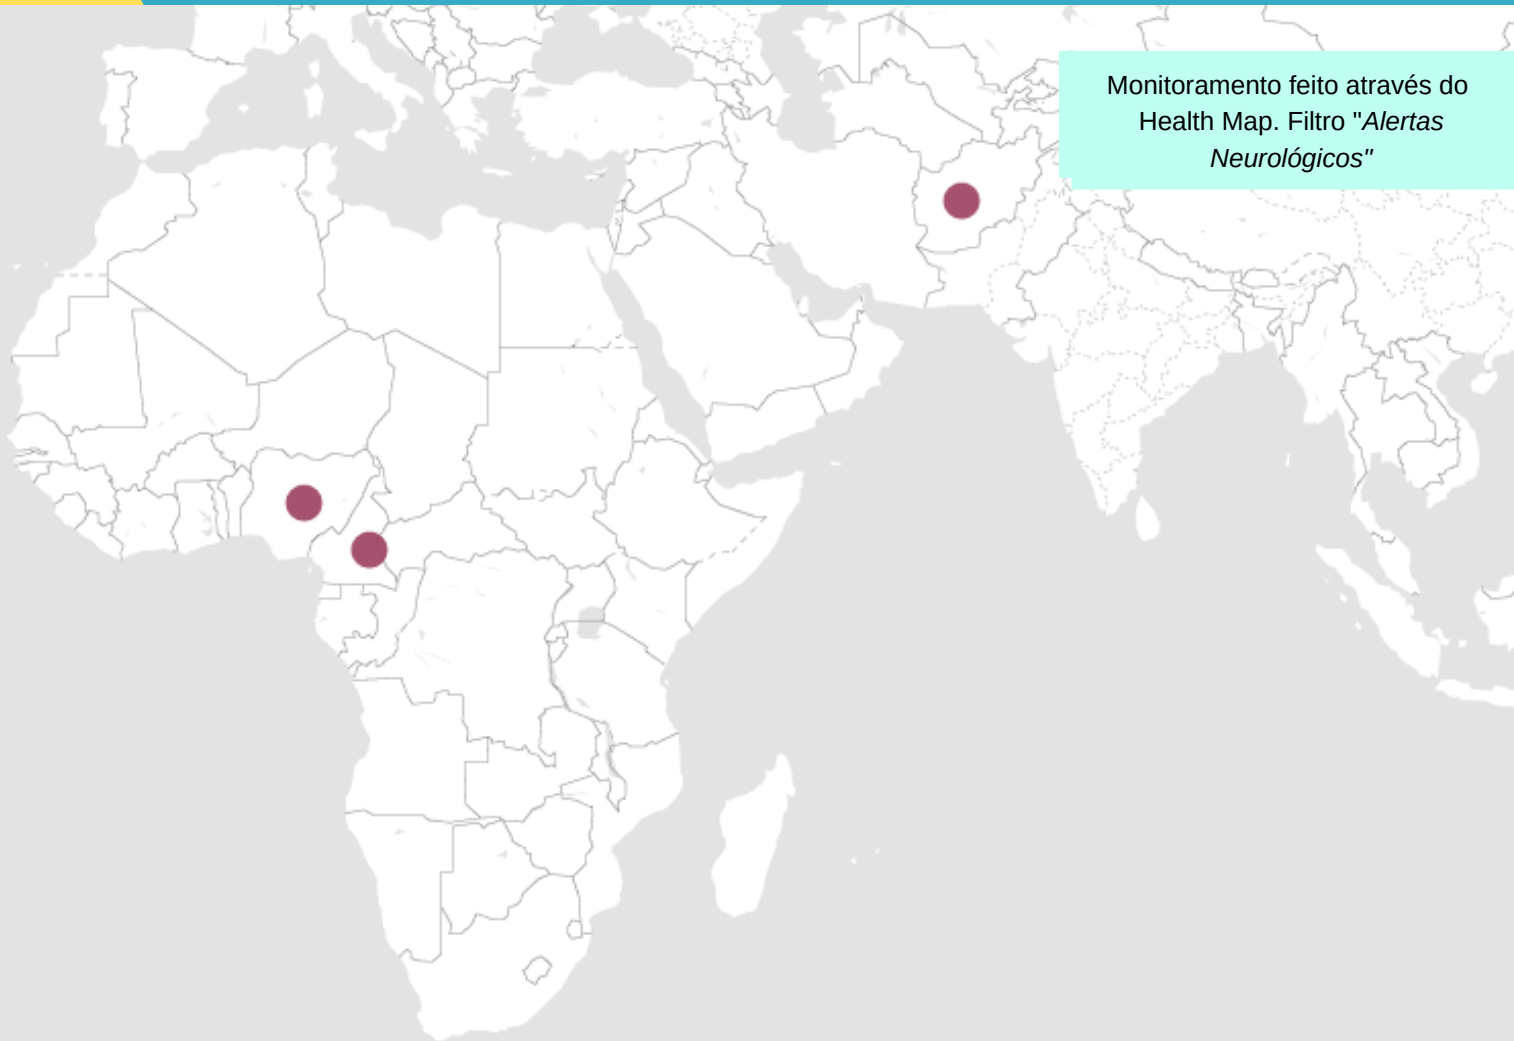 Monitoramento feito através do
Health Map. Filtro "Alertas
Neurológicos"